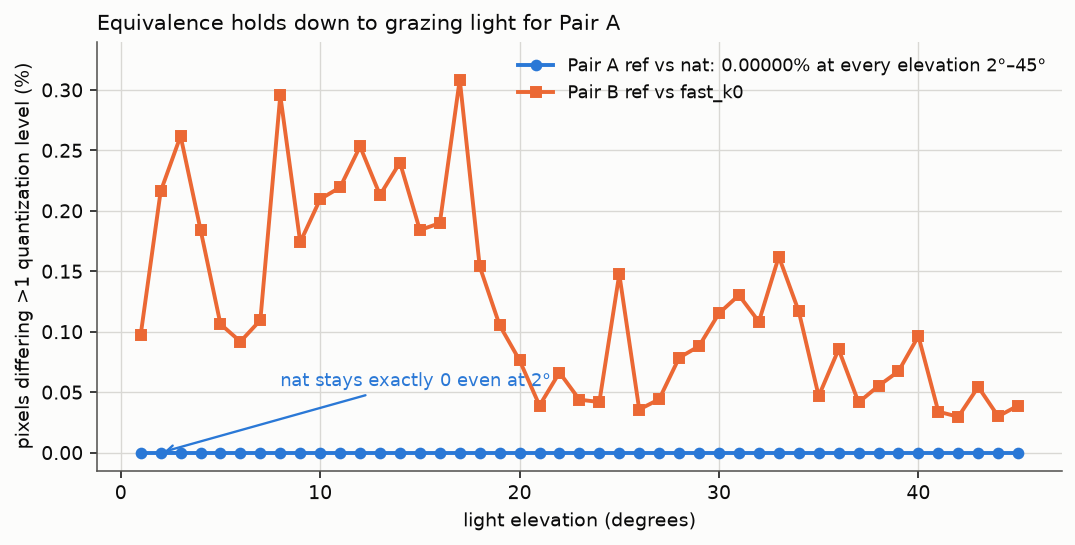 Equivalence holds down to grazing light for Pair A
Pair A ref vs nat: 0.00000% at every elevation 2°–45°
Pair B ref vs fast_k0
pixels differing >1 quantization level (%)
0.30
0.25
0.20
0.15
0.10
0.05
0.00
nat stays exactly 0 even at 2°
0
10
20
30
40
light elevation (degrees)